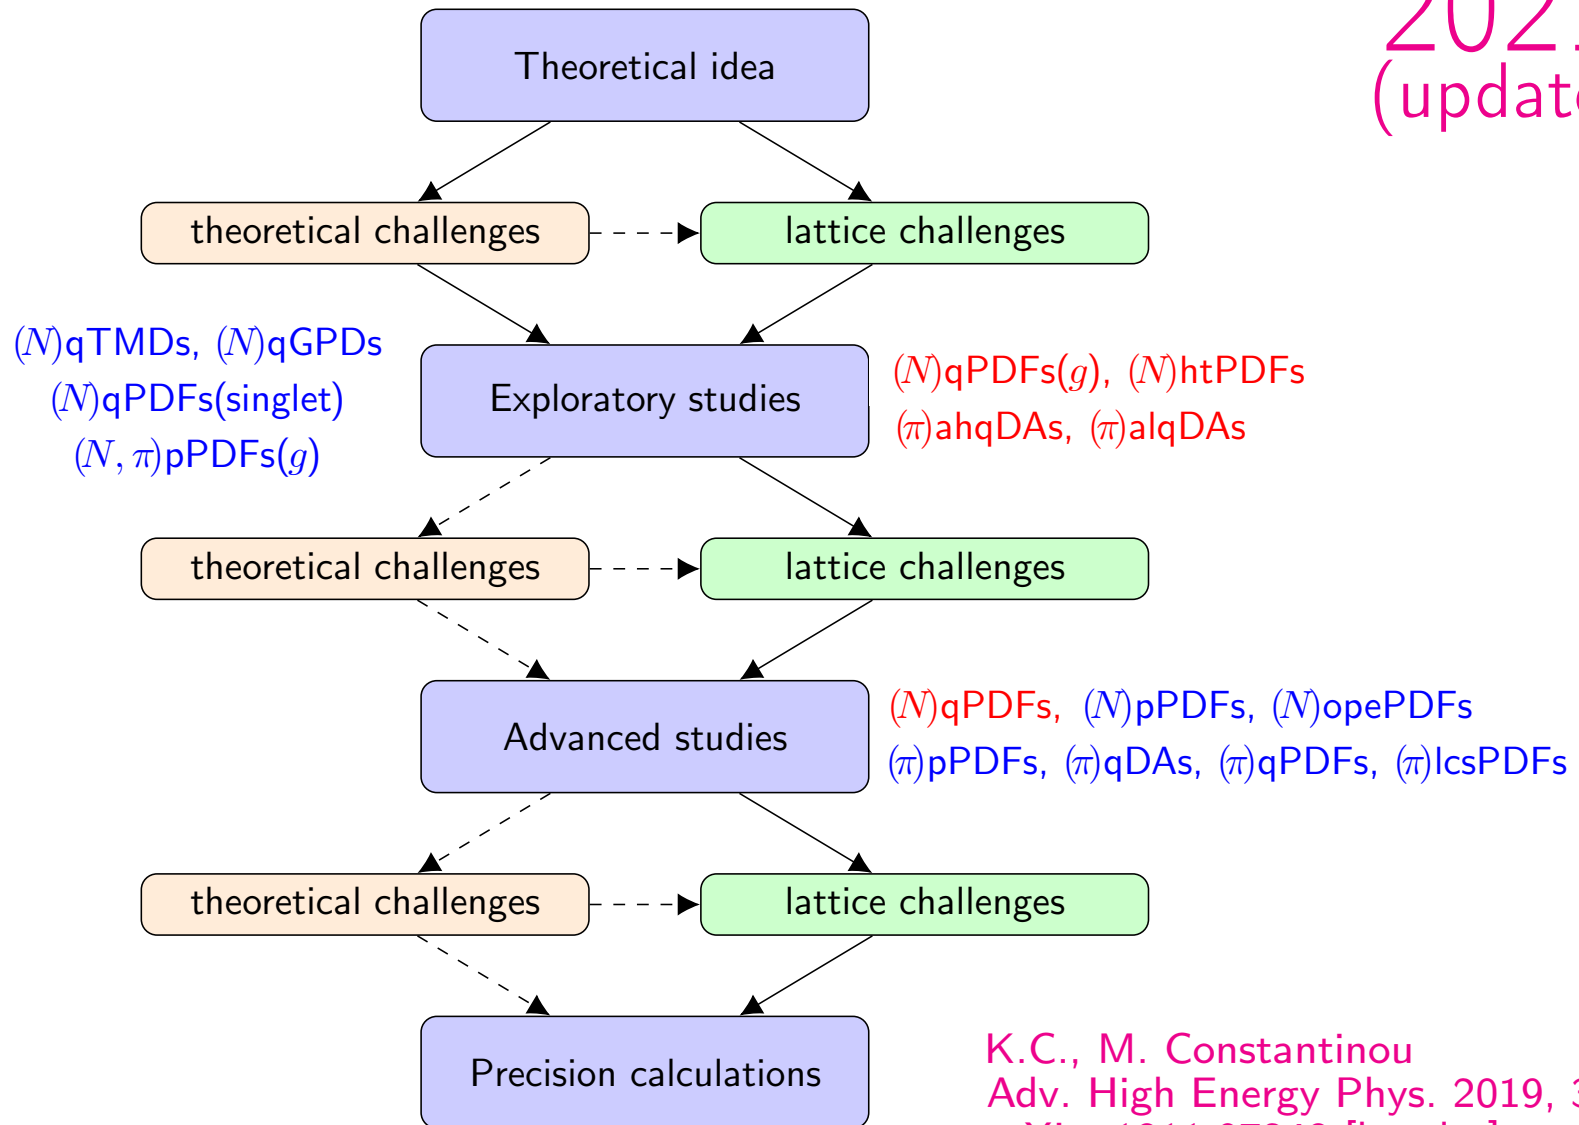 Theoretical idea
(update
theoretical challenges
lattice challenges
(N)qTMDs, (N)qGPDs
(N)qPDFs(singlet)
(N, π)pPDFs(g)
Exploratory studies
(N)qPDFs(g), (N)htPDFs
(π)ahqDAs, (π)alqDAs
theoretical challenges
lattice challenges
Advanced studies
(N)qPDFs, (N)pPDFs, (N)opePDFs
(π)pPDFs, (π)qDAs, (π)qPDFs, (π)lcsPDFs
theoretical challenges
lattice challenges
Precision calculations
K.C., M. Constantinou
Adv. High Energy Phys. 2019, 3